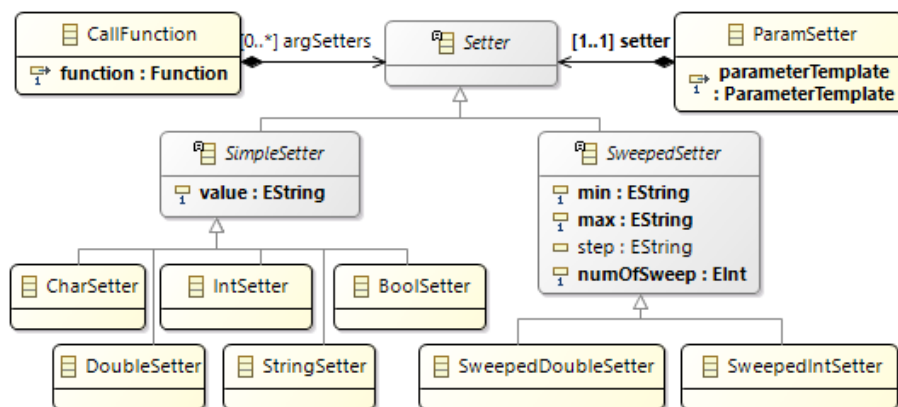 CallFunction
function : Function
[0..*] argSetters
Setter
[1..1] setter
ParamSetter
parameterTemplate
: ParameterTemplate
SimpleSetter
value : EString
SweepedSetter
min : EString
max : EString
step : EString
numOfSweep : EInt
CharSetter
IntSetter
BoolSetter
DoubleSetter
StringSetter
SweepedDoubleSetter
SweepedIntSetter